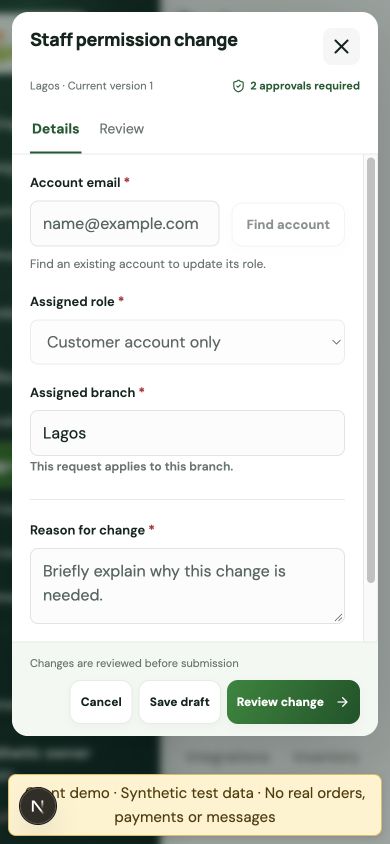 Staff permission change
Lagos · Current version 1
2 approvals required
Details
Review
Account email *
name@example.com
Find account
Find an existing account to update its role.
Assigned role *
Customer account only
Assigned branch *
Lagos
This request applies to this branch.
Reason for change *
Briefly explain why this change is
needed.
Changes are reviewed before submission
Cancel
Save draft
Review change →
demo · Synthetic test data · No real orders,
payments or messages
N